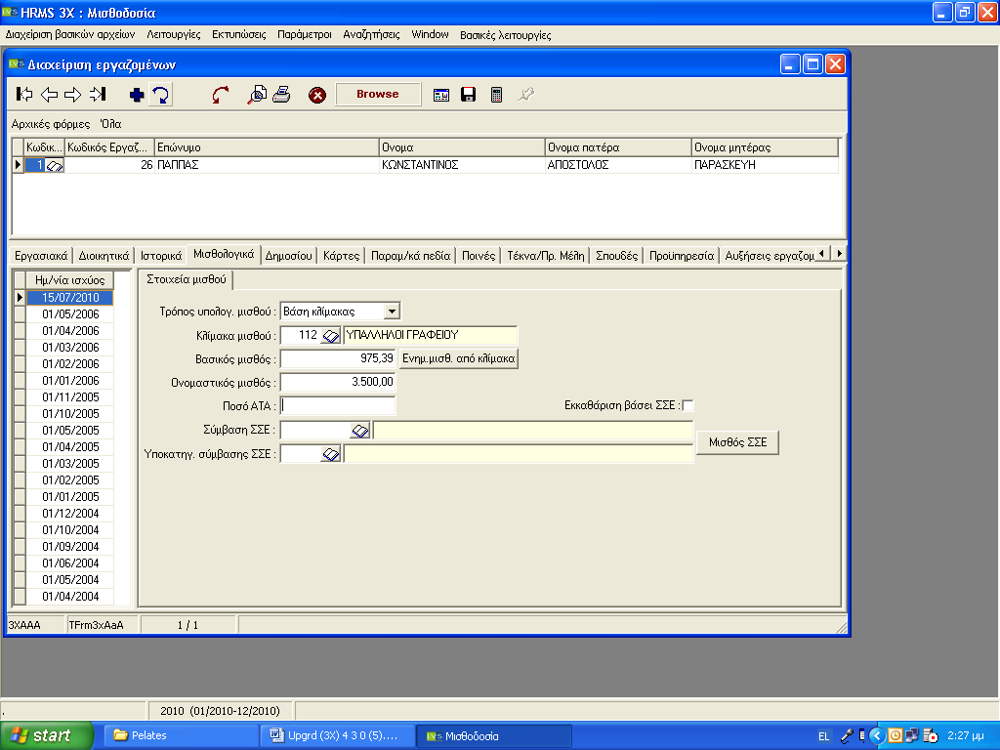 HRMS 3X : Μισθοδοσία
Διαχείριση βασικών αρχείων Λειτουργίες Εκτυπώσεις Παράμετροι Αναζητήσεις Window Βασικές λειτουργίες
Διαχείριση εργαζομένων
Browse
Αρχικές φόρμες Όλα
Κωδικ... Κωδικός Εργαζ... Επώνυμο Ονομα Ονομα πατέρα Ονομα μητέρας
1 26 ΠΑΠΠΑΣ ΚΩΝΣΤΑΝΤΙΝΟΣ ΑΠΟΣΤΟΛΟΣ ΠΑΡΑΣΚΕΥΗ
Εργασιακά Διοικητικά Ιστορικά Μισθολογικά Δημοσίου Κάρτες Παραμ/κά πεδία Ποινές Τέκνα/Πρ. Μέλη Σπουδές Προϋπηρεσία Αυξήσεις εργαζομ
Ημ/νία ισχύος
15/07/2010
01/05/2006
01/04/2006
01/03/2006
01/02/2006
01/01/2006
01/11/2005
01/10/2005
01/05/2005
01/04/2005
01/03/2005
01/02/2005
01/01/2005
01/12/2004
01/10/2004
01/09/2004
01/06/2004
01/05/2004
01/04/2004
Στοιχεία μισθού
Τρόπος υπολογ. μισθού : Βάση κλίμακας
Κλίμακα μισθού : 112 ΥΠΑΛΛΗΛΟΙ ΓΡΑΦΕΙΟΥ
Βασικός μισθός : 975,39 Ενημ.μισθ. από κλίμακα
Ονομαστικός μισθός : 3.500,00
Ποσό ΑΤΑ : Εκκαθάριση βάσει ΣΣΕ :
Σύμβαση ΣΣΕ :
Υποκατηγ. σύμβασης ΣΣΕ :
Μισθός ΣΣΕ
3XAAA TFrm3xAaA 1 / 1
. 2010 (01/2010-12/2010)
start Pelates Upgrd (3X) 4 3 0 (5).... Μισθοδοσία EL 2:27 μμ